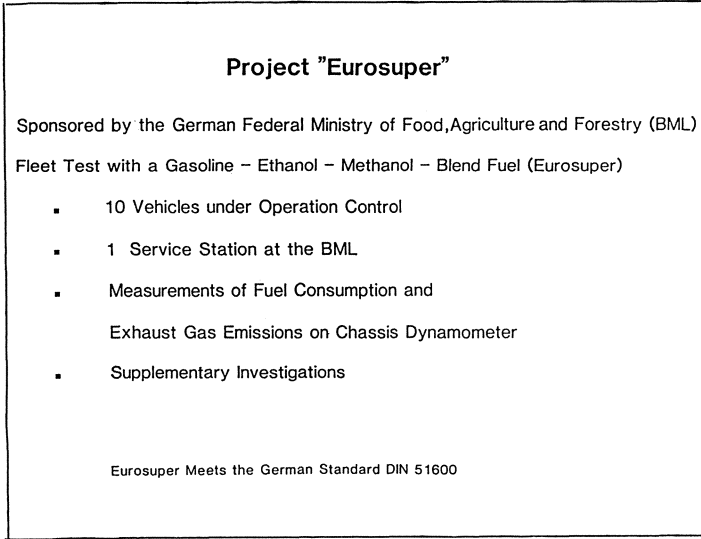 Project "Eurosuper"
Sponsored by the German Federal Ministry of Food,Agriculture and Forestry (BML)
Fleet Test with a Gasoline – Ethanol – Methanol – Blend Fuel (Eurosuper)
▪ 10 Vehicles under Operation Control
▪ 1 Service Station at the BML
▪ Measurements of Fuel Consumption and
Exhaust Gas Emissions on Chassis Dynamometer
▪ Supplementary Investigations
Eurosuper Meets the German Standard DIN 51600